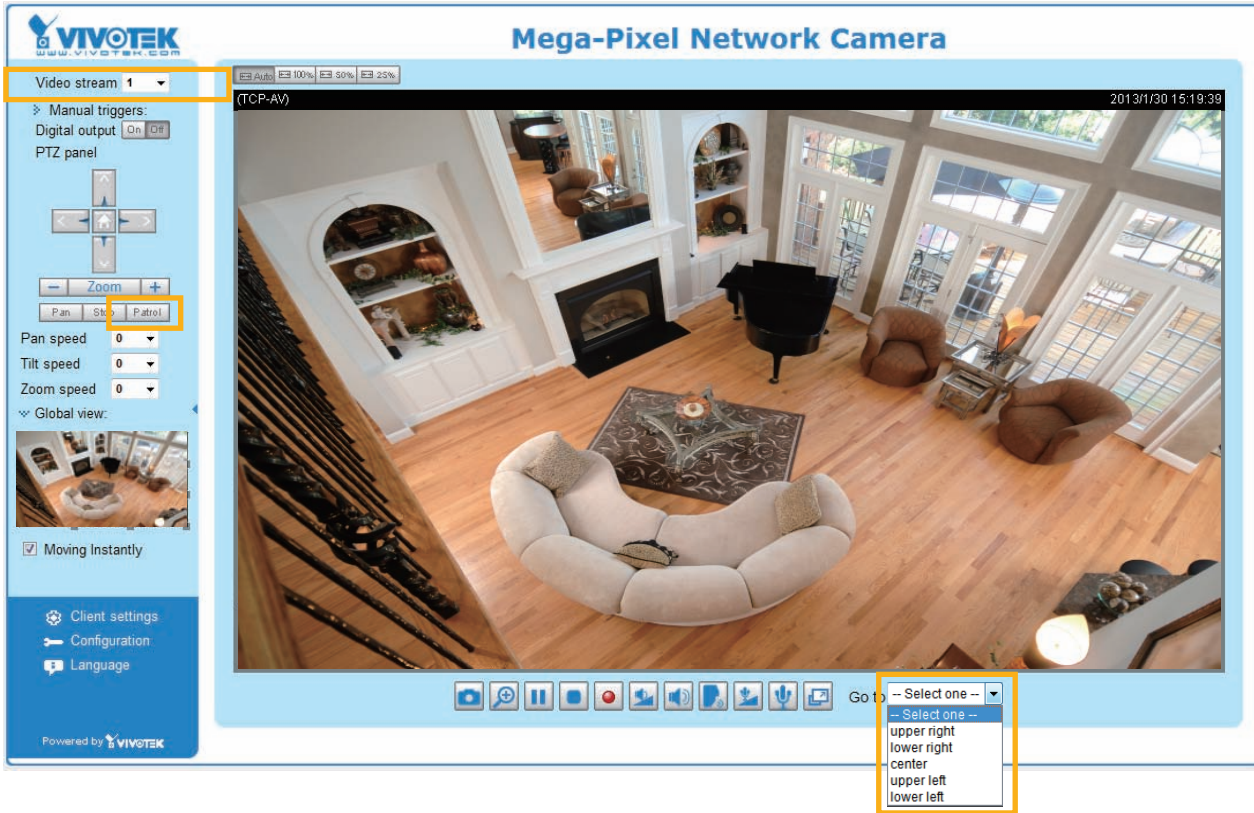 VIVOTEK
www.vivotek.com
Mega-Pixel Network Camera
Video stream 1
Auto 100% 50% 25%
(TCP-AV) 2013/1/30 15:19:39
Manual triggers:
Digital output On Off
PTZ panel
Zoom
Pan Stop Patrol
Pan speed 0
Tilt speed 0
Zoom speed 0
Global view:
Moving Instantly
Client settings
Configuration
Language
Powered by VIVOTEK
Go to -- Select one --
-- Select one --
upper right
lower right
center
upper left
lower left